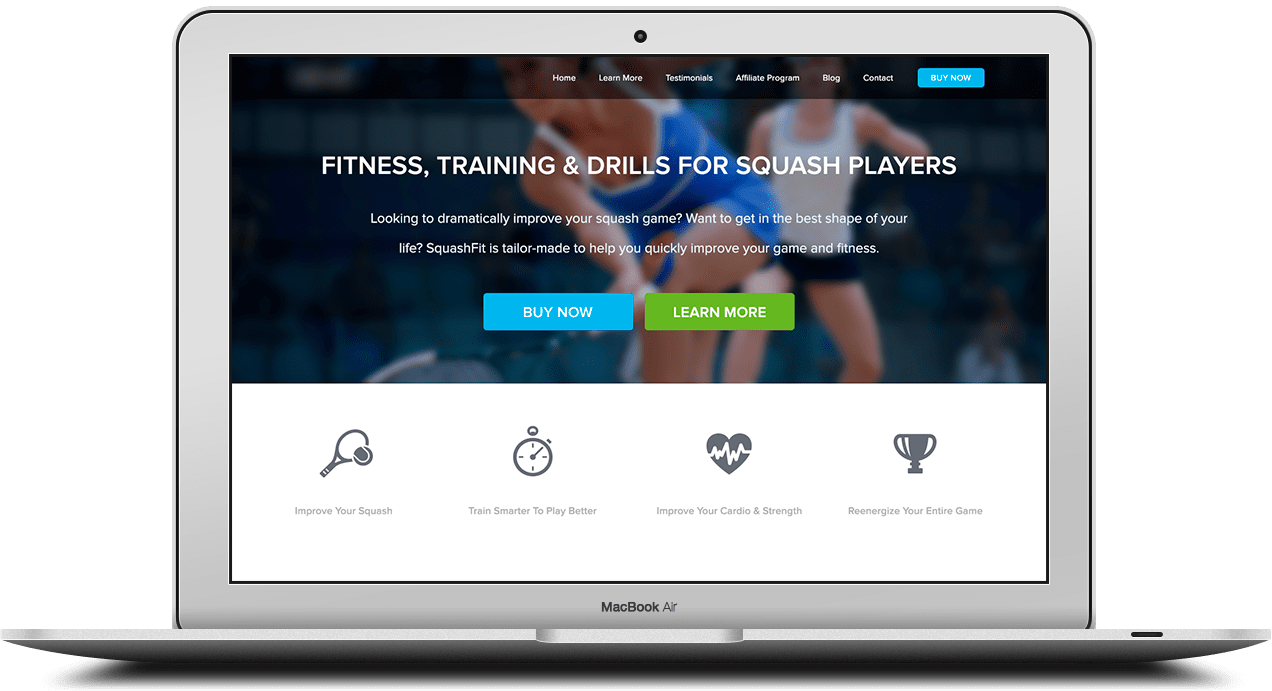 Home Learn More Testimonials Affiliate Program Blog Contact BUY NOW
FITNESS, TRAINING & DRILLS FOR SQUASH PLAYERS
Looking to dramatically improve your squash game? Want to get in the best shape of your
life? SquashFit is tailor-made to help you quickly improve your game and fitness.
BUY NOW LEARN MORE
Improve Your Squash Train Smarter To Play Better Improve Your Cardio & Strength Reenergize Your Entire Game
MacBook Air